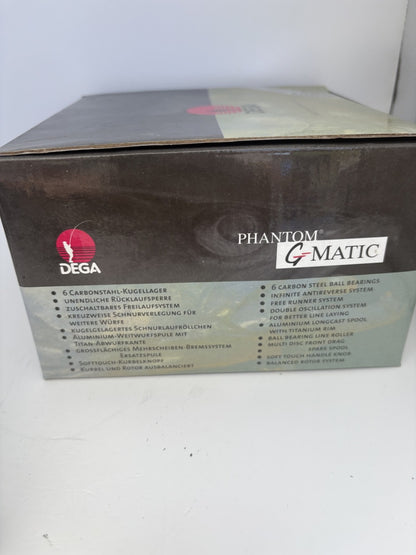 DEGA
PHANTOM
G-MATIC
• 6 CARBONSTAHL-KUGELLAGER
• UNENDLICHE RÜCKLAUFSPERRE
• ZUSCHALTBARES FREILAUFSYSTEM
• KREUZWEISE SCHNURVERLEGUNG FÜR
WEITERE WÜRFE
• KUGELGELAGERTES SCHNURLAUFRÖLLCHEN
• ALUMINIUM-WEITWURFSPULE MIT
TITAN-ABWURFKANTE
• GROSSFLÄCHIGES MEHRSCHEIBEN-BREMSSYSTEM
• ERSATZSPULE
• SOFTTOUCH-KURBELKNOPF
• KURBEL UND ROTOR AUSBALANCIERT
• 6 CARBON STEEL BALL BEARINGS
• INFINITE ANTIREVERSE SYSTEM
• FREE RUNNER SYSTEM
• DOUBLE OSCILLATION SYSTEM
FOR BETTER LINE LAYING
• ALUMINIUM LONGCAST SPOOL
WITH TITANIUM RIM
• BALL BEARING LINE ROLLER
• MULTI DISC FRONT DRAG
• SPARE SPOOL
• SOFT TOUCH HANDLE KNOB
• BALANCED ROTOR SYSTEM